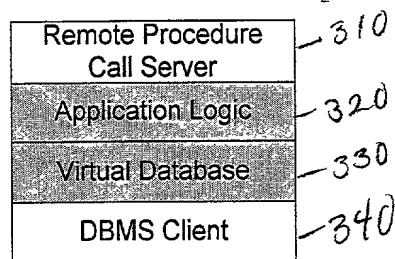 Remote Procedure 310
Call Server
Application Logic 320
Virtual Database 330
DBMS Client 340